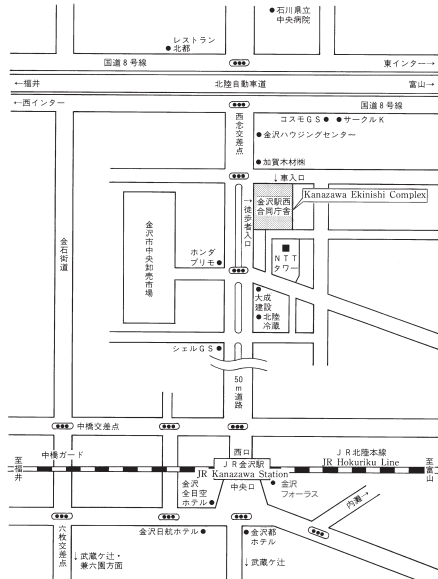 石川県立
中央病院
レストラン
北都
国道8号線
東インター→
←福井
北陸自動車道
富山→
←西インター
国道8号線
西念交差点
コスモGS
サークルK
金沢ハウジングセンター
加賀木材㈱
↓車入口
金沢駅西
合同庁舎
Kanazawa Ekinishi Complex
→徒歩者入口
金石街道
金沢市中央卸売市場
ホンダ
プリモ
NTT
タワー
大成
建設
北陸
冷蔵
シェルGS
50m道路
中橋交差点
西口
JR北陸本線
JR Hokuriku Line
至福井
中橋ガード
JR金沢駅
JR Kanazawa Station
中央口
至富山
金沢
全日空
ホテル
金沢
フォーラス
内灘→
六枚交差点
金沢日航ホテル
金沢都
ホテル
↓武蔵ケ辻・
兼六園方面
↓武蔵ケ辻